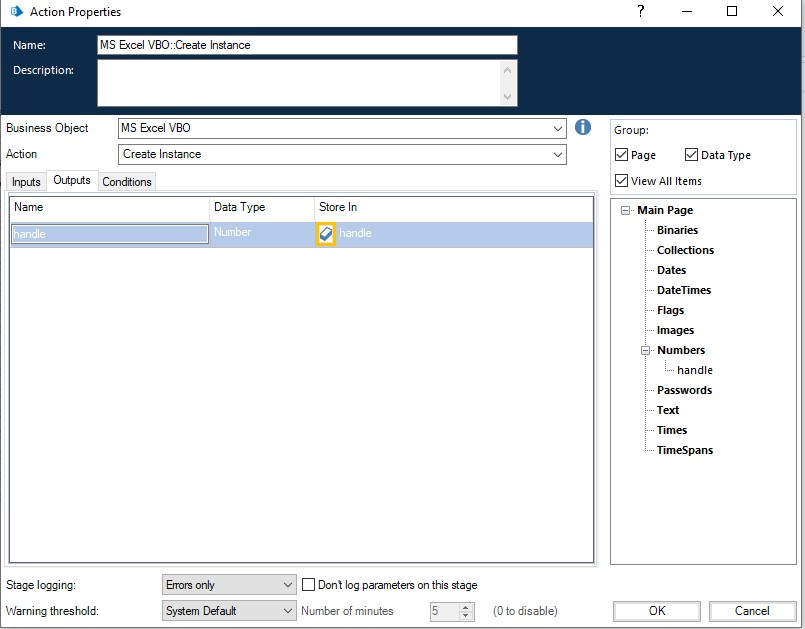 Action Properties
Name: MS Excel VBO::Create Instance
Description:
Business Object MS Excel VBO
Action Create Instance
Inputs Outputs Conditions
Name Data Type Store In
handle Number handle
Group:
Page Data Type
View All Items
Main Page
Binaries
Collections
Dates
DateTimes
Flags
Images
Numbers
handle
Passwords
Text
Times
TimeSpans
Stage logging: Errors only Don't log parameters on this stage
Warning threshold: System Default Number of minutes 5 (0 to disable)
OK Cancel